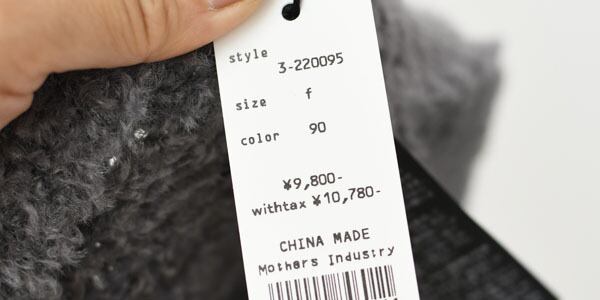 style 3-220095
size f
color 90
¥9,800-
withtax ¥10,780-
CHINA MADE
Mothers Industry